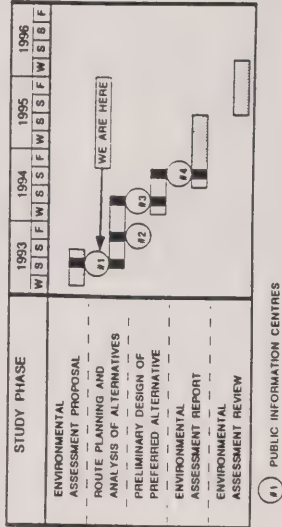 STUDY PHASE
1993 1994 1995 1996
W S S F W S S F W S S F W S S F
ENVIRONMENTAL
ASSESSMENT PROPOSAL
ROUTE PLANNING AND
ANALYSIS OF ALTERNATIVES
PRELIMINARY DESIGN OF
PREFERRED ALTERNATIVE
ENVIRONMENTAL
ASSESSMENT REPORT
ENVIRONMENTAL
ASSESSMENT REVIEW
WE ARE HERE
#1
#2
#3
#4
#1 PUBLIC INFORMATION CENTRES